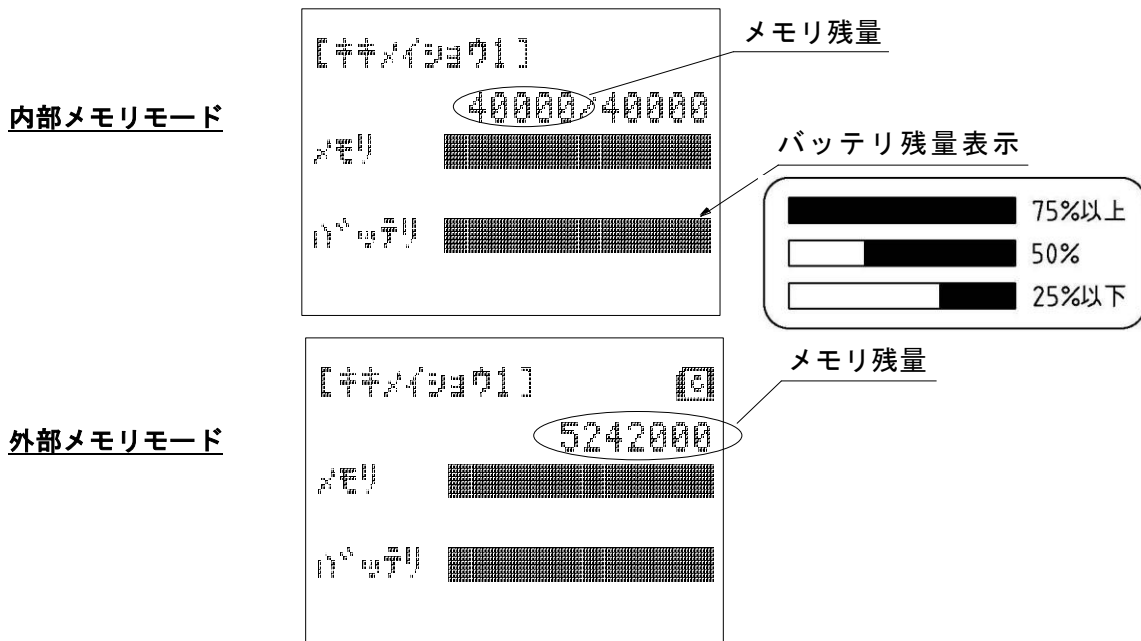 メモリ残量
[キキメイショウ1]
内部メモリモード
40000/40000
メモリ
バッテリ残量表示
バッテリ
75%以上
50%
25%以下
メモリ残量
[キキメイショウ1]
C
外部メモリモード
5242000
メモリ
バッテリ